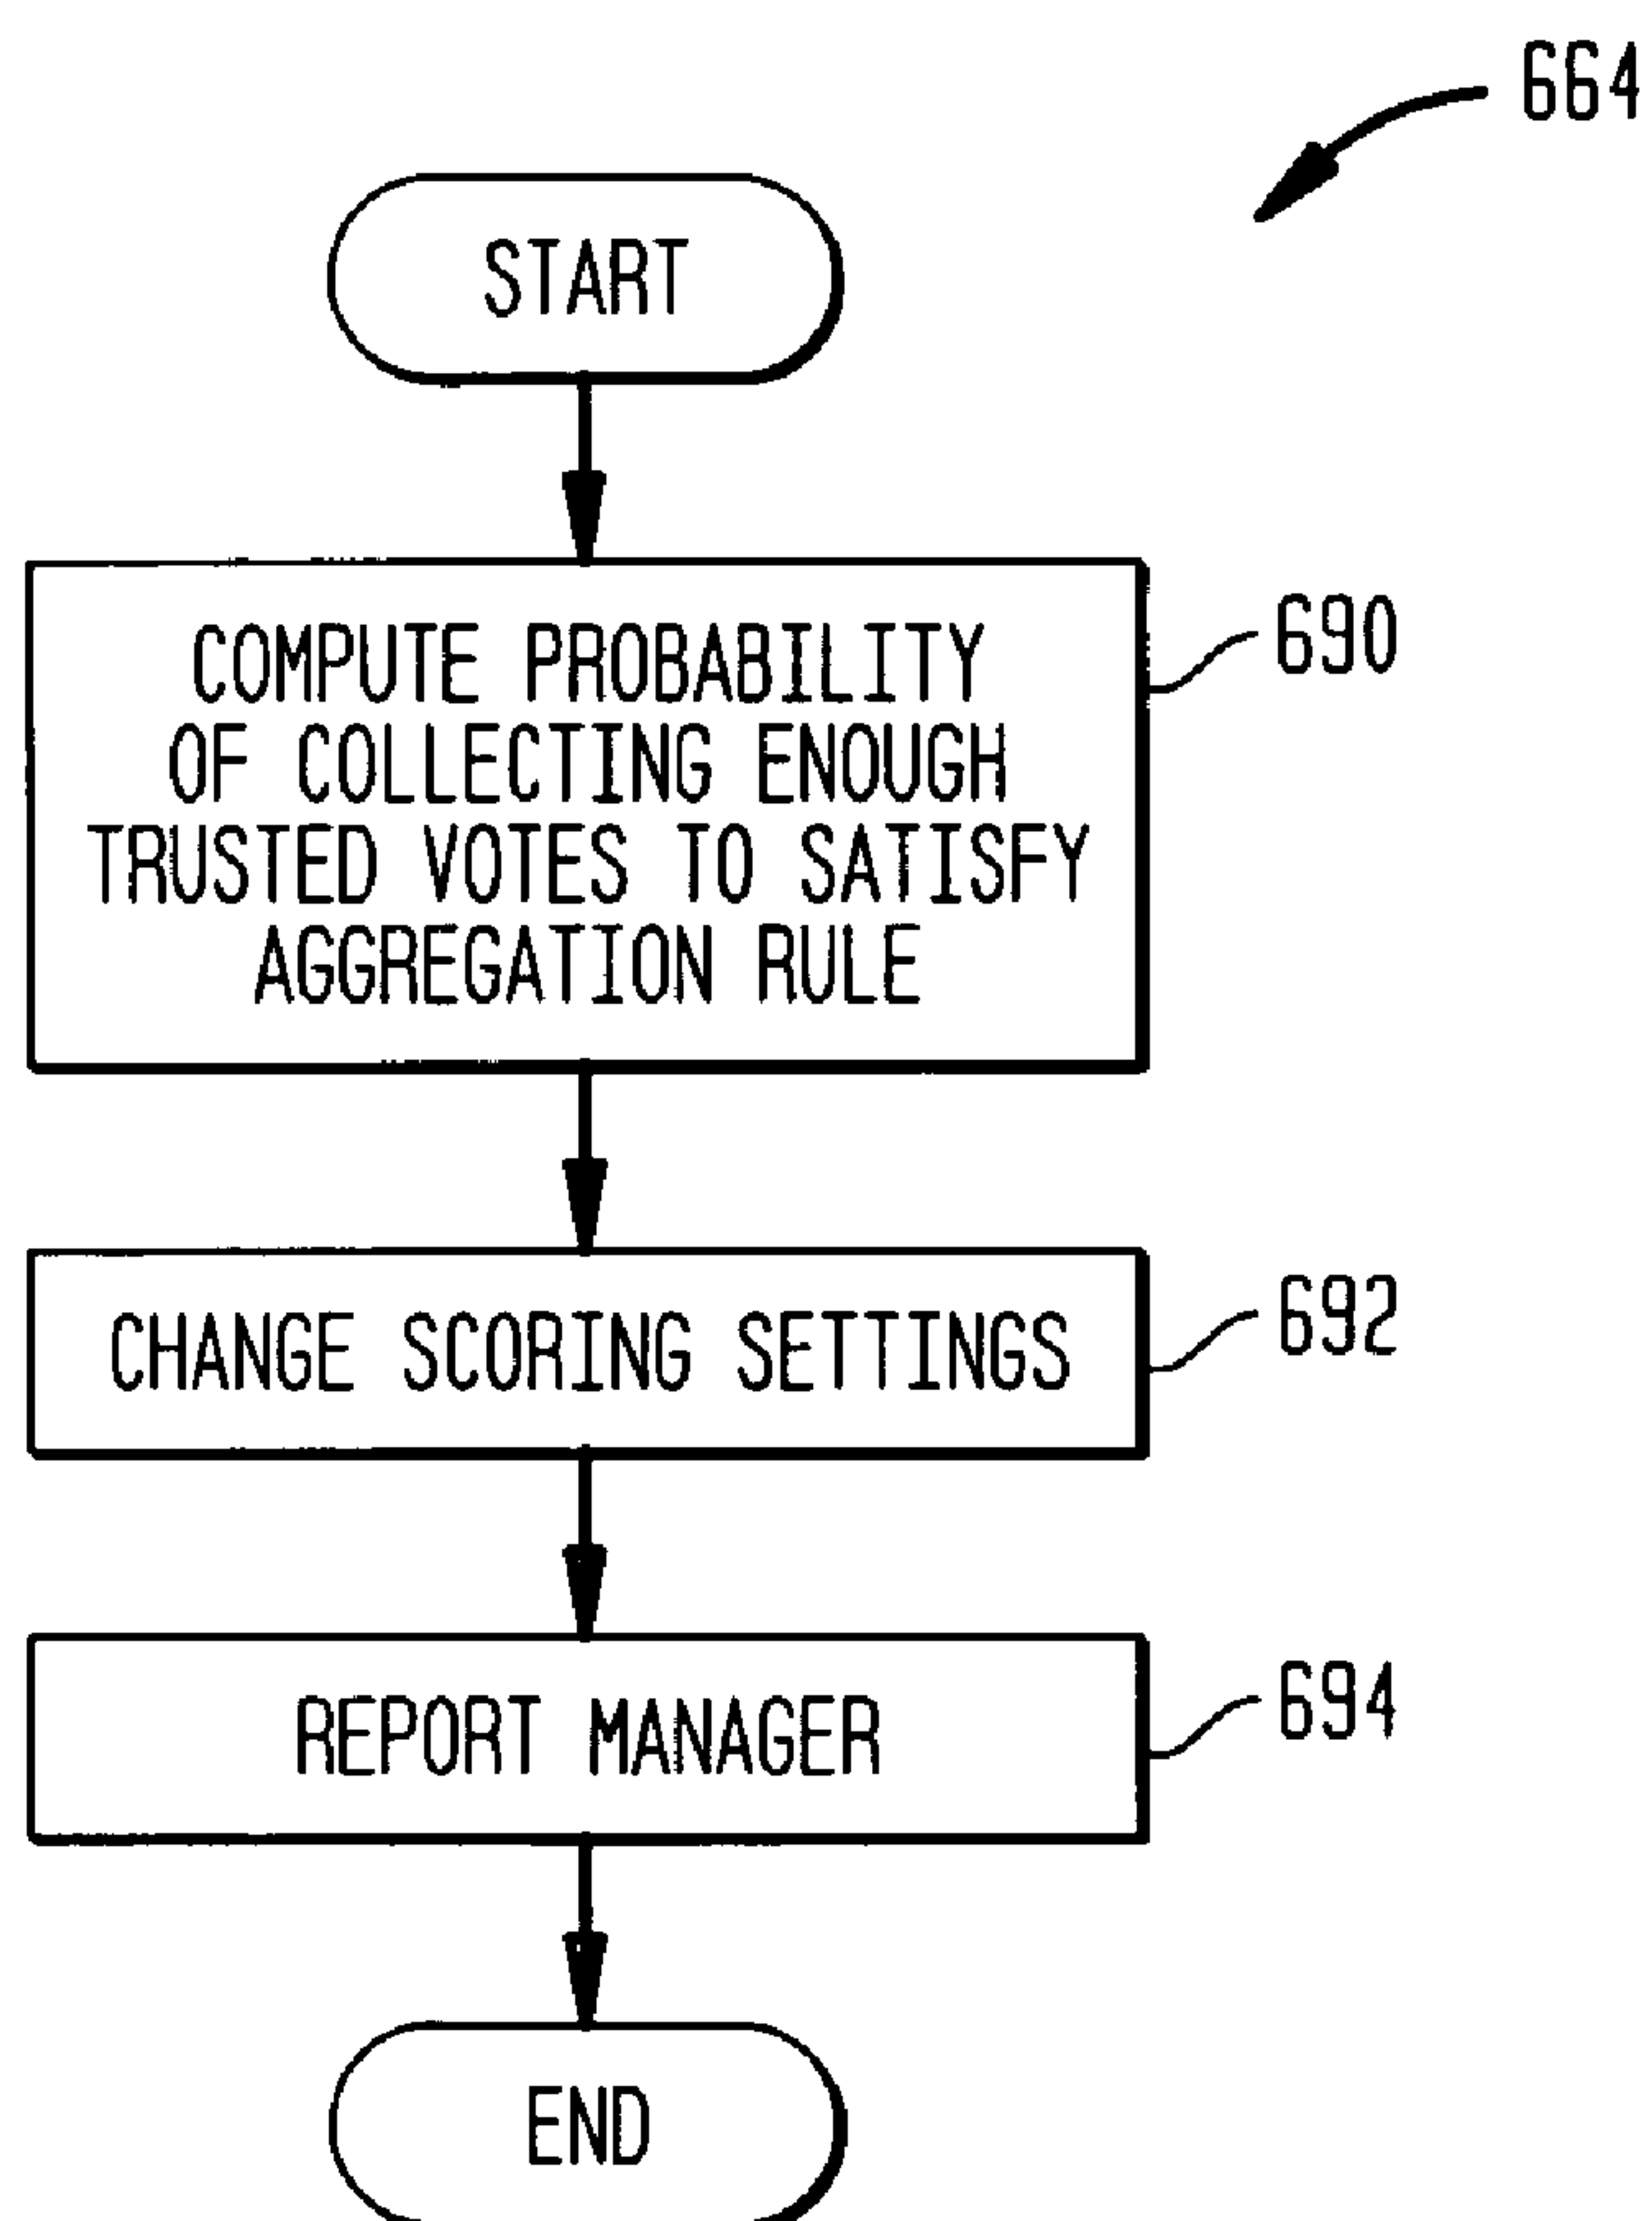 664
START
COMPUTE PROBABILITY
OF COLLECTING ENOUGH
TRUSTED VOTES TO SATISFY
AGGREGATION RULE
690
CHANGE SCORING SETTINGS
692
REPORT MANAGER
694
END